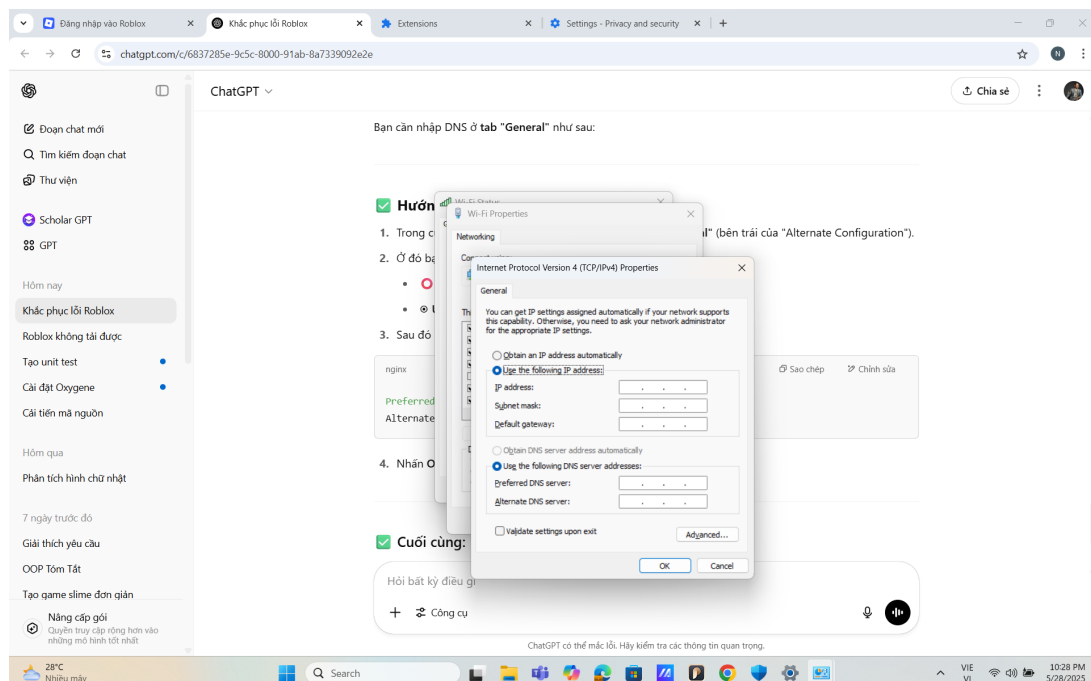 Đăng nhập vào Roblox
Khắc phục lỗi Roblox
Extensions
Settings - Privacy and security
chatgpt.com/c/6837285e-9c5c-8000-91ab-8a7339092e2e
N
ChatGPT
Chia sẻ
Đoạn chat mới
Tìm kiếm đoạn chat
Thư viện
Scholar GPT
GPT
Hôm nay
Khắc phục lỗi Roblox
Roblox không tải được
Tạo unit test
Cài đặt Oxygene
Cải tiến mã nguồn
Hôm qua
Phân tích hình chữ nhật
7 ngày trước đó
Giải thích yêu cầu
OOP Tóm Tắt
Tạo game slime đơn giản
Nâng cấp gói
Quyền truy cập rộng hơn vào
những mô hình tốt nhất
Bạn cần nhập DNS ở tab "General" như sau:
Hướn
1. Trong c
(bên trái của "Alternate Configuration").
2. Ở đó bạ
3. Sau đó
nginx
Sao chép
Chỉnh sửa
Preferred
Alternate
4. Nhấn O
Cuối cùng:
Wi-Fi Status
Wi-Fi Properties
Networking
Internet Protocol Version 4 (TCP/IPv4) Properties
General
You can get IP settings assigned automatically if your network supports
this capability. Otherwise, you need to ask your network administrator
for the appropriate IP settings.
Obtain an IP address automatically
Use the following IP address:
IP address:
Subnet mask:
Default gateway:
Obtain DNS server address automatically
Use the following DNS server addresses:
Preferred DNS server:
Alternate DNS server:
Validate settings upon exit
Advanced...
OK
Cancel
Hỏi bất kỳ điều gì
Công cụ
ChatGPT có thể mắc lỗi. Hãy kiểm tra các thông tin quan trọng.
28°C
Nhiều mây
Search
VIE
VI
10:28 PM
5/28/2025